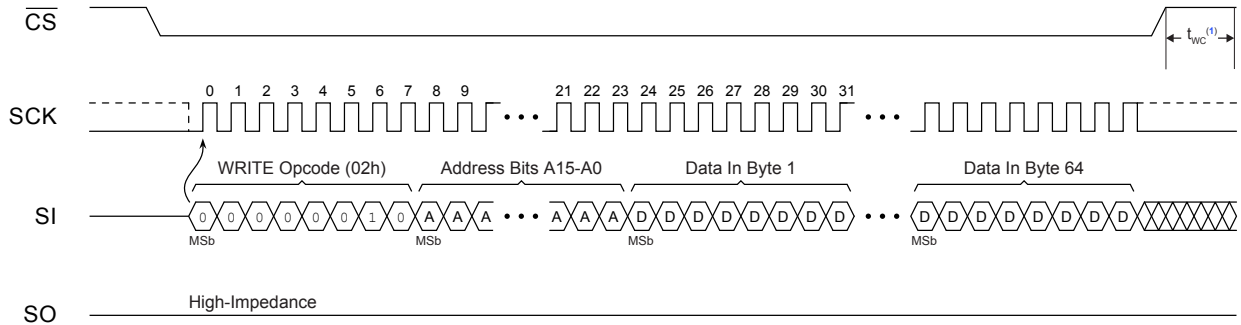 CS
t_WC(1)
0 1 2 3 4 5 6 7 8 9 21 22 23 24 25 26 27 28 29 30 31
SCK • • • • • •
WRITE Opcode (02h) Address Bits A15-A0 Data In Byte 1 Data In Byte 64
SI 0 0 0 0 0 0 1 0 A A A • • • A A A D D D D D D D D • • • D D D D D D D D
MSb MSb MSb MSb
High-Impedance
SO